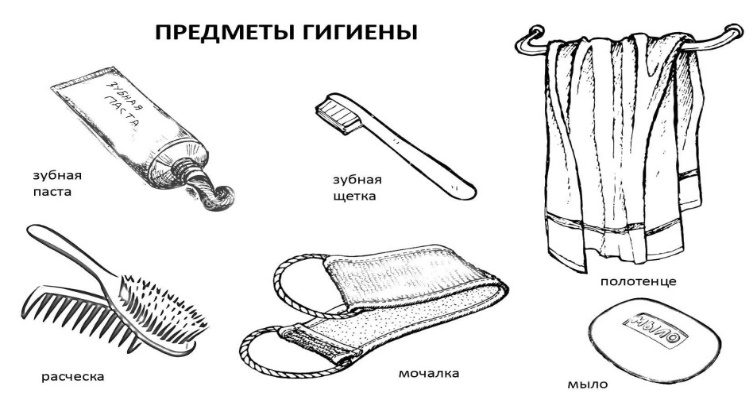 ПРЕДМЕТЫ ГИГИЕНЫ
ЗУБНАЯ
ПАСТА
зубная
паста
зубная
щетка
полотенце
расческа
мочалка
мыло
МЫЛО